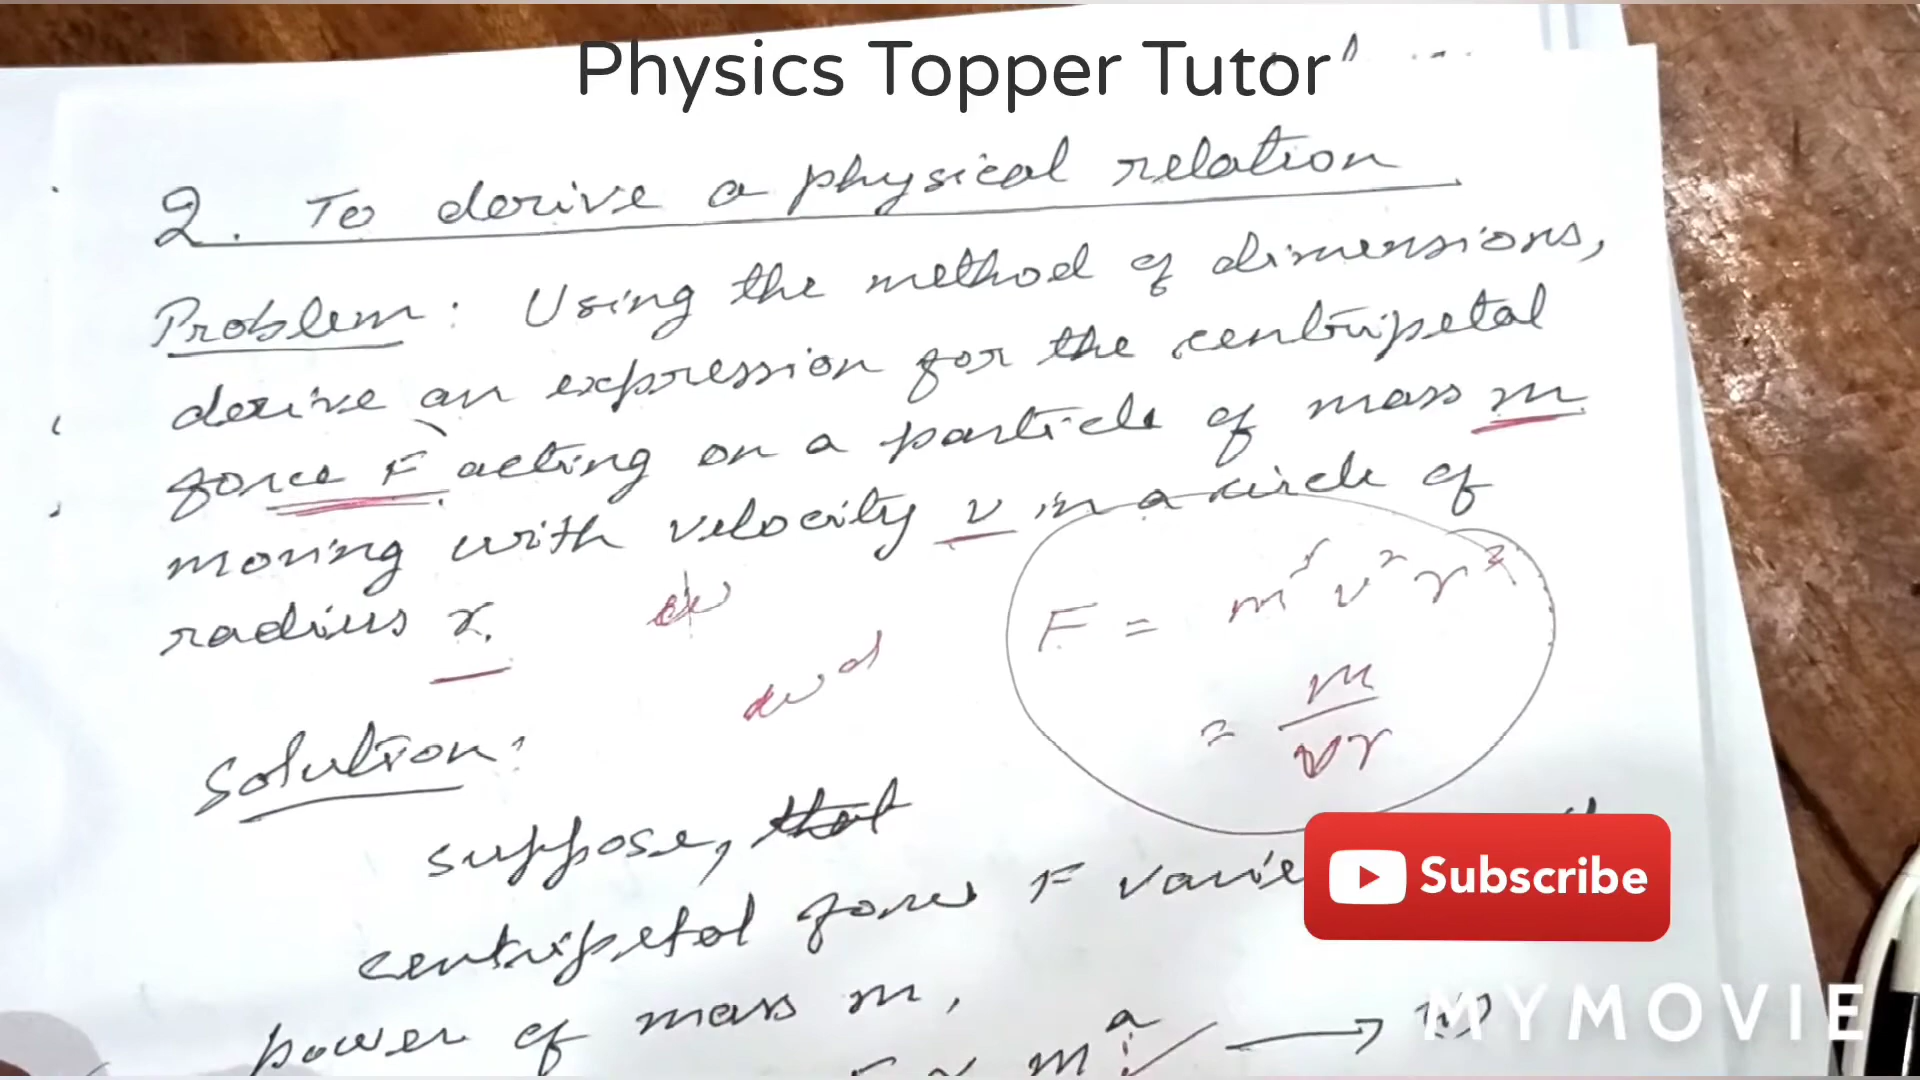 Physics Topper Tutor
2. To derive a physical relation
Problem: Using the method of dimensions,
derive an expression for the centripetal
force F acting on a particle of mass m
moving with velocity v in a circle of
radius r.
F = m v r
= m
vr
Solution:
suppose, that
centripetal force F varie
Subscribe
power of mass m,
m a
MYMOVIE